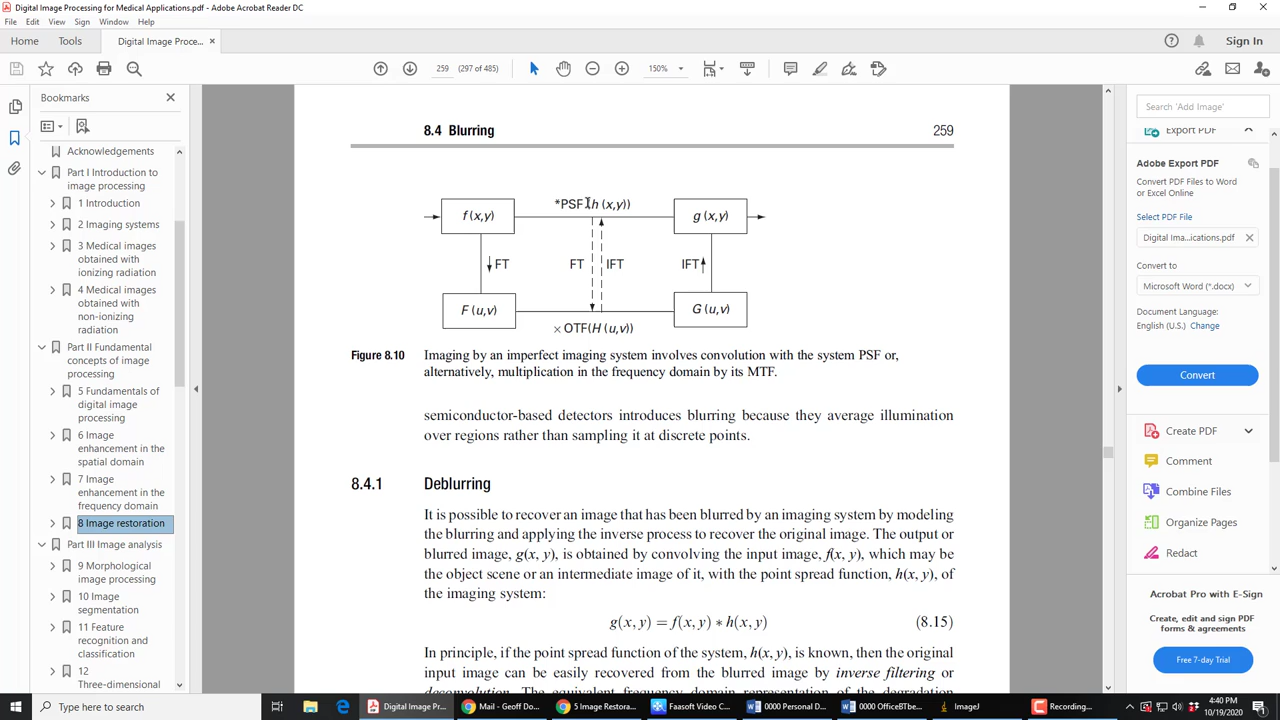 Digital Image Processing for Medical Applications.pdf - Adobe Acrobat Reader DC
File Edit View Sign Window Help
Home Tools Digital Image Proce... × Sign In
259 (297 of 485) 150%
Bookmarks
Acknowledgements
Part I Introduction to
image processing
1 Introduction
2 Imaging systems
3 Medical images
obtained with
ionizing radiation
4 Medical images
obtained with
non-ionizing
radiation
Part II Fundamental
concepts of image
processing
5 Fundamentals of
digital image
processing
6 Image
enhancement in the
spatial domain
7 Image
enhancement in the
frequency domain
8 Image restoration
Part III Image analysis
9 Morphological
image processing
10 Image
segmentation
11 Feature
recognition and
classification
12
Three-dimensional
8.4 Blurring 259
*PSF(h (x,y))
f (x,y) g (x,y)
FT FT IFT IFT
F (u,v) G (u,v)
× OTF(H (u,v))
Figure 8.10 Imaging by an imperfect imaging system involves convolution with the system PSF or,
alternatively, multiplication in the frequency domain by its MTF.
semiconductor-based detectors introduces blurring because they average illumination
over regions rather than sampling it at discrete points.
8.4.1 Deblurring
It is possible to recover an image that has been blurred by an imaging system by modeling
the blurring and applying the inverse process to recover the original image. The output or
blurred image, g(x, y), is obtained by convolving the input image, f(x, y), which may be
the object scene or an intermediate image of it, with the point spread function, h(x, y), of
the imaging system:
g(x, y) = f(x, y) * h(x, y) (8.15)
In principle, if the point spread function of the system, h(x, y), is known, then the original
input image can be easily recovered from the blurred image by inverse filtering or
deconvolution. The equivalent frequency domain representation of the degradation
Search 'Add Image'
Export PDF
Adobe Export PDF
Convert PDF Files to Word
or Excel Online
Select PDF File
Digital Ima...ications.pdf ×
Convert to
Microsoft Word (*.docx)
Document Language:
English (U.S.) Change
Convert
Create PDF
Comment
Combine Files
Organize Pages
Redact
Acrobat Pro with E-Sign
Create, edit and sign PDF
forms & agreements
Free 7-day Trial
Type here to search
Digital Image Pr...
Mail - Geoff Do...
5 Image Restora...
Faasoft Video C...
0000 Personal D...
0000 OfficeBTbe...
ImageJ
Recording...
4:40 PM
10/19/2020